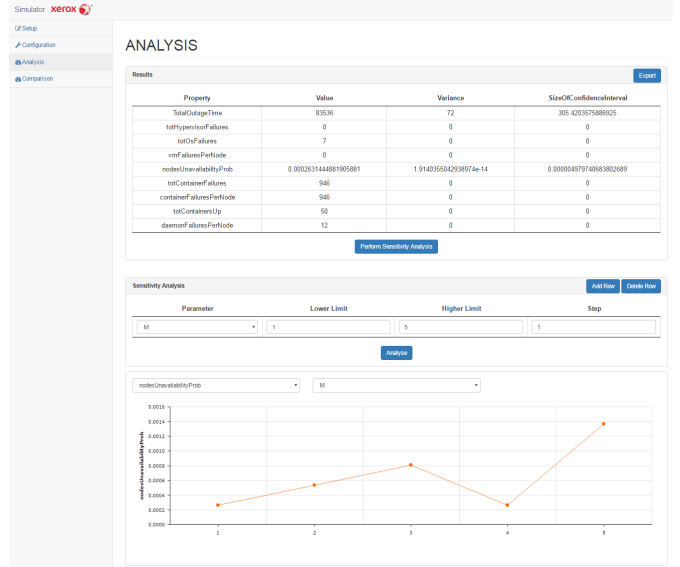 Simulator xerox
Setup
Configuration
Analysis
Comparison
ANALYSIS
Results Export
Property Value Variance SizeOfConfidenceInterval
TotalOutageTime 83536 72 305.4203575886925
totHypervisorFailures 0 0 0
totOsFailures 7 0 0
vmFailuresPerNode 0 0 0
nodesUnavailabilityProb 0.0002631444881905881 1.9140355042938974e-14 0.000004979740683802689
totContainerFailures 946 0 0
containerFailuresPerNode 946 0 0
totContainersUp 50 0 0
daemonFailuresPerNode 12 0 0
Perform Sensitivity Analysis
Sensitivity Analysis Add Row Delete Row
Parameter Lower Limit Higher Limit Step
M 1 5 1
Analyse
nodesUnavailabilityProb M
nodesUnavailabilityProb
0.0016
0.0014
0.0012
0.0010
0.0008
0.0006
0.0004
0.0002
0.0000
1 2 3 4 5